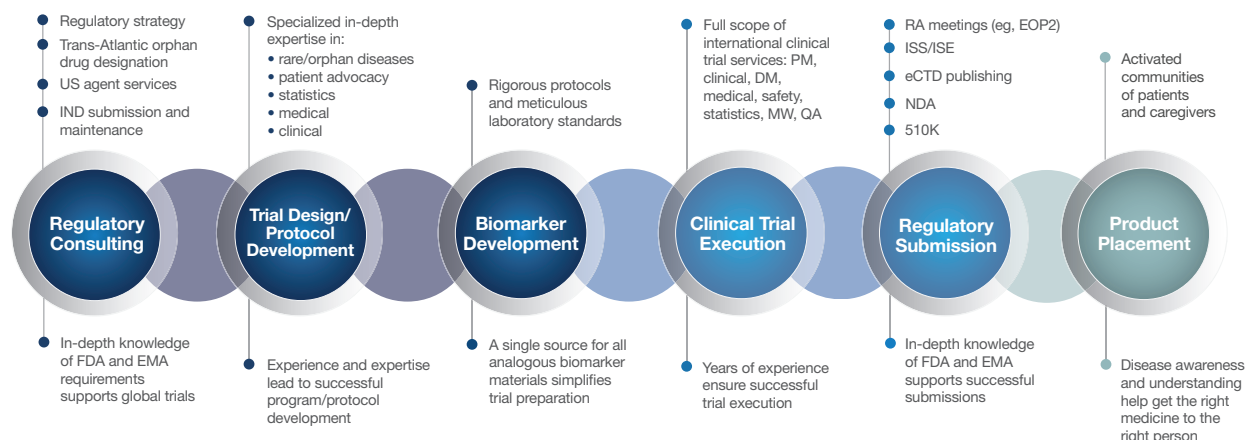 Regulatory strategy
Trans-Atlantic orphan
drug designation
US agent services
IND submission and
maintenance
Regulatory
Consulting
In-depth knowledge
of FDA and EMA
requirements
supports global trials
Specialized in-depth
expertise in:
• rare/orphan diseases
• patient advocacy
• statistics
• medical
• clinical
Trial Design/
Protocol
Development
Experience and expertise
lead to successful
program/protocol
development
Rigorous protocols
and meticulous
laboratory standards
Biomarker
Development
A single source for all
analogous biomarker
materials simplifies
trial preparation
Full scope of
international clinical
trial services: PM,
clinical, DM,
medical, safety,
statistics, MW, QA
Clinical Trial
Execution
Years of experience
ensure successful
trial execution
RA meetings (eg, EOP2)
ISS/ISE
eCTD publishing
NDA
510K
Regulatory
Submission
In-depth knowledge
of FDA and EMA
supports successful
submissions
Activated
communities
of patients
and caregivers
Product
Placement
Disease awareness
and understanding
help get the right
medicine to the
right person